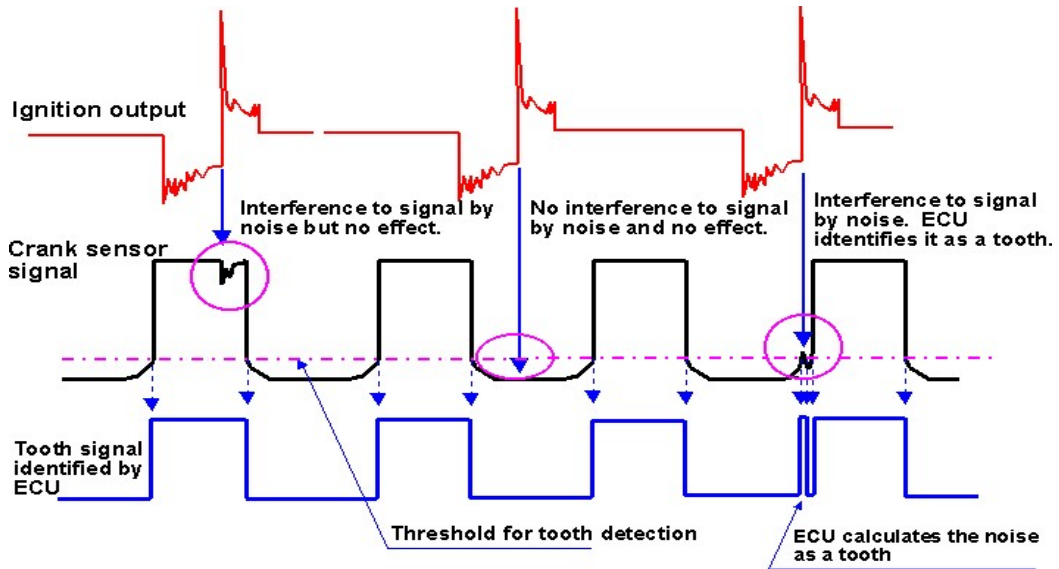 Ignition output
Interference to signal by
noise but no effect.
No interference to signal
by noise and no effect.
Interference to signal
by noise.  ECU
idtentifies it as a tooth.
Crank sensor
signal
Tooth signal
identified by
ECU
Threshold for tooth detection
ECU calculates the noise
as a tooth